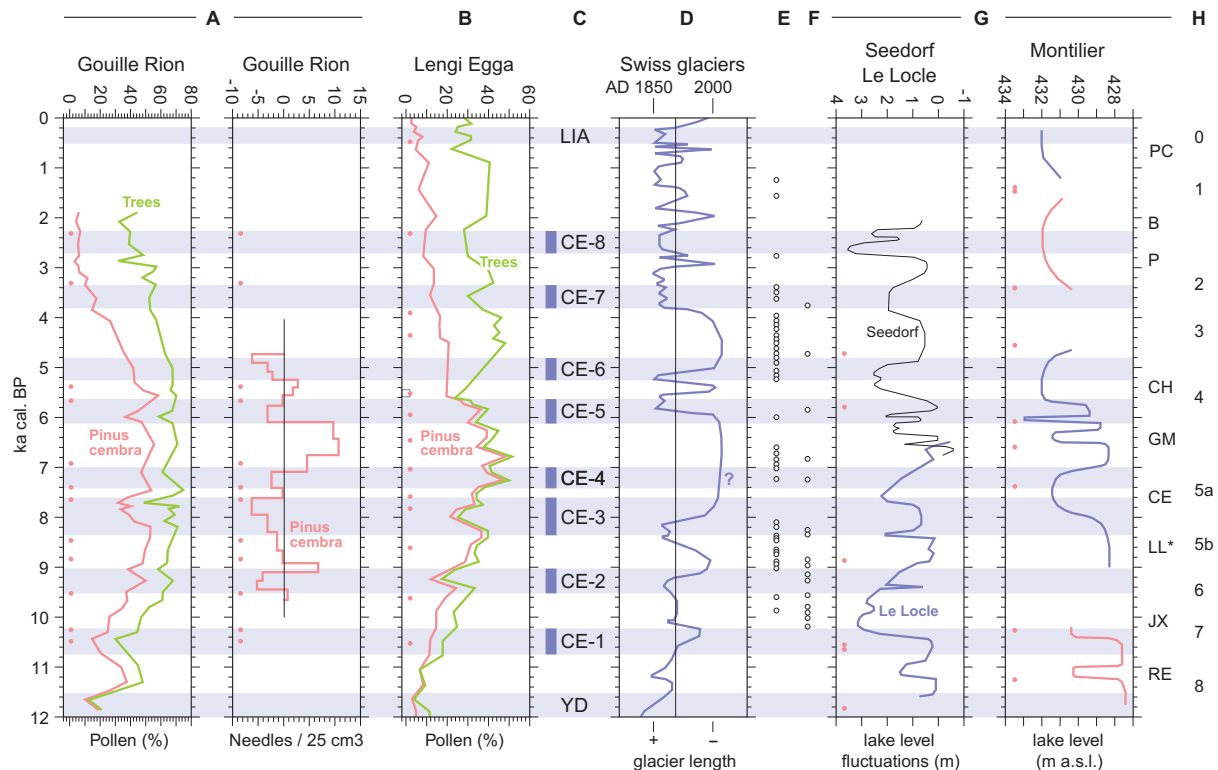 A B C D E F G H
Gouille Rion Gouille Rion Lengi Egga Swiss glaciers Seedorf Montilier
Le Locle
AD 1850 2000
0 20 40 60 80 -10 -5 0 5 10 15 0 20 40 60 3 2 1 0 -1 434 432 430 428
4
0
LIA 0
PC
1
1
Trees
2
B
CE-8
Trees P
3
2
CE-7
4
Seedorf 3
5
CE-6
CH
4
CE-5
6
Pinus Pinus GM
cembra cembra
7
CE-4 ?
CE 5a
8
CE-3
Pinus
cembra LL* 5b
9
CE-2
6
Le Locle
10
JX
7
CE-1
11
RE
8
YD
12
ka cal. BP
+ –
Pollen (%) Needles / 25 cm3 Pollen (%) glacier length lake level lake level
fluctuations (m) (m a.s.l.)